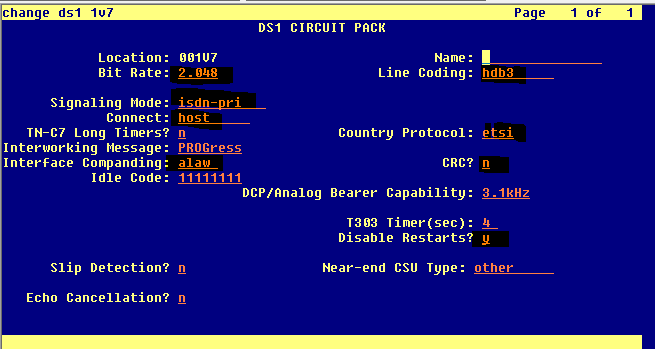 change ds1 1v7 Page 1 of 1
DS1 CIRCUIT PACK
Location: 001V7 Name:
Bit Rate: 2.048 Line Coding: hdb3
Signaling Mode: isdn-pri
Connect: host
TN-C7 Long Timers? n Country Protocol: etsi
Interworking Message: PROGress
Interface Companding: alaw CRC? n
Idle Code: 11111111
DCP/Analog Bearer Capability: 3.1kHz
T303 Timer(sec): 4
Disable Restarts? y
Slip Detection? n Near-end CSU Type: other
Echo Cancellation? n